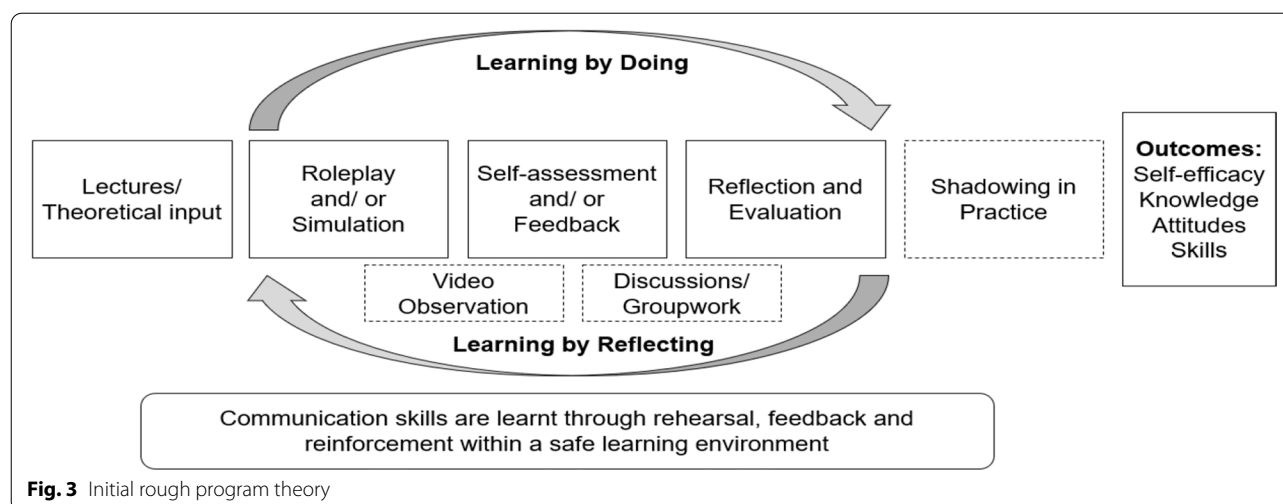 Learning by Doing
Lectures/
Theoretical input
Roleplay
and/ or
Simulation
Self-assessment
and/ or
Feedback
Reflection and
Evaluation
Shadowing in
Practice
Outcomes:
Self-efficacy
Knowledge
Attitudes
Skills
Video
Observation
Discussions/
Groupwork
Learning by Reflecting
Communication skills are learnt through rehearsal, feedback and
reinforcement within a safe learning environment
Fig. 3 Initial rough program theory